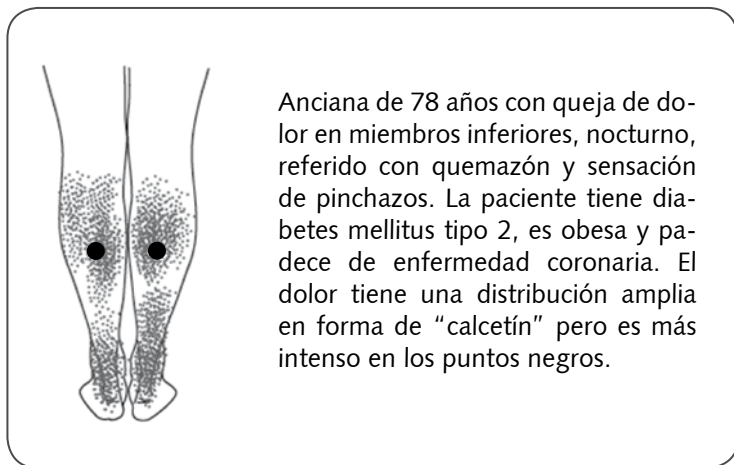 Anciana de 78 años con queja de do-
lor en miembros inferiores, nocturno,
referido con quemazón y sensación
de pinchazos. La paciente tiene dia-
betes mellitus tipo 2, es obesa y pa-
dece de enfermedad coronaria. El
dolor tiene una distribución amplia
en forma de “calcetín” pero es más
intenso en los puntos negros.